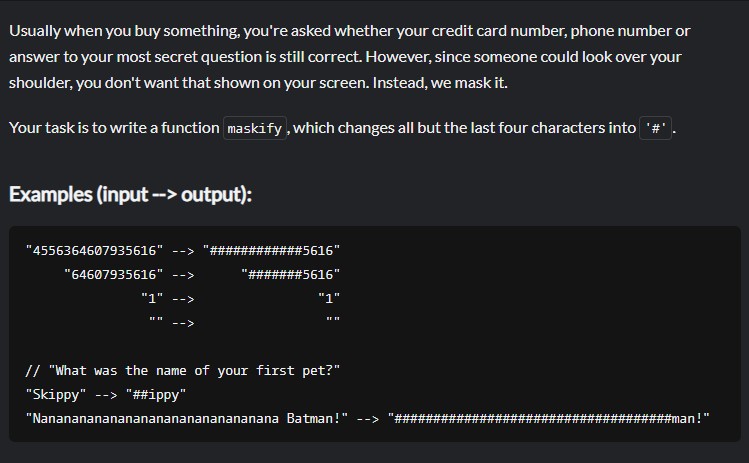 Usually when you buy something, you're asked whether your credit card number, phone number or
answer to your most secret question is still correct. However, since someone could look over your
shoulder, you don't want that shown on your screen. Instead, we mask it.
Your task is to write a function maskify, which changes all but the last four characters into '#'.
Examples (input --> output):
"4556364607935616" --> "############5616"
"64607935616" --> "#######5616"
"1" --> "1"
"" --> ""
// "What was the name of your first pet?"
"Skippy" --> "##ippy"
"Nananananananananananananananana Batman!" --> "####################################man!"